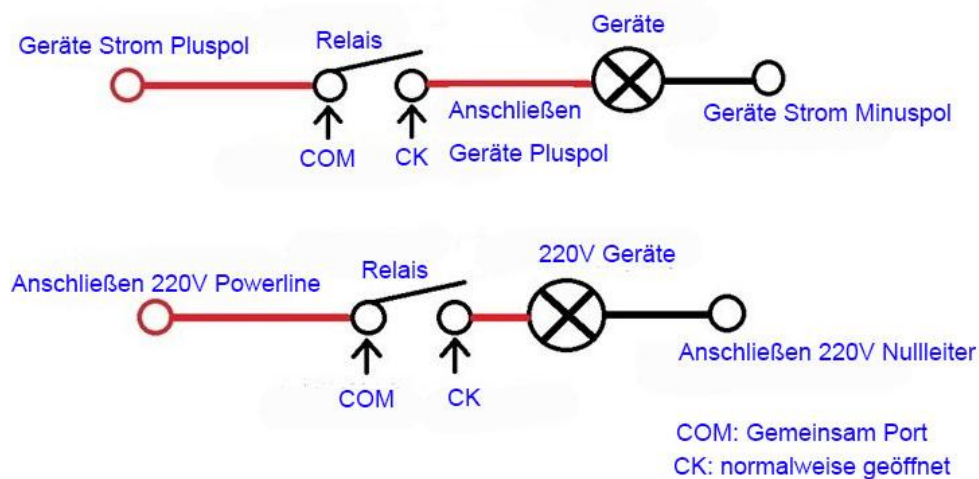 Geräte
Geräte Strom Pluspol
Relais
Anschließen
Geräte Pluspol
Geräte Strom Minuspol
COM
CK
220V Geräte
Relais
Anschließen 220V Powerline
Anschließen 220V Nullleiter
COM
CK
COM: Gemeinsam Port
CK: normalweise geöffnet